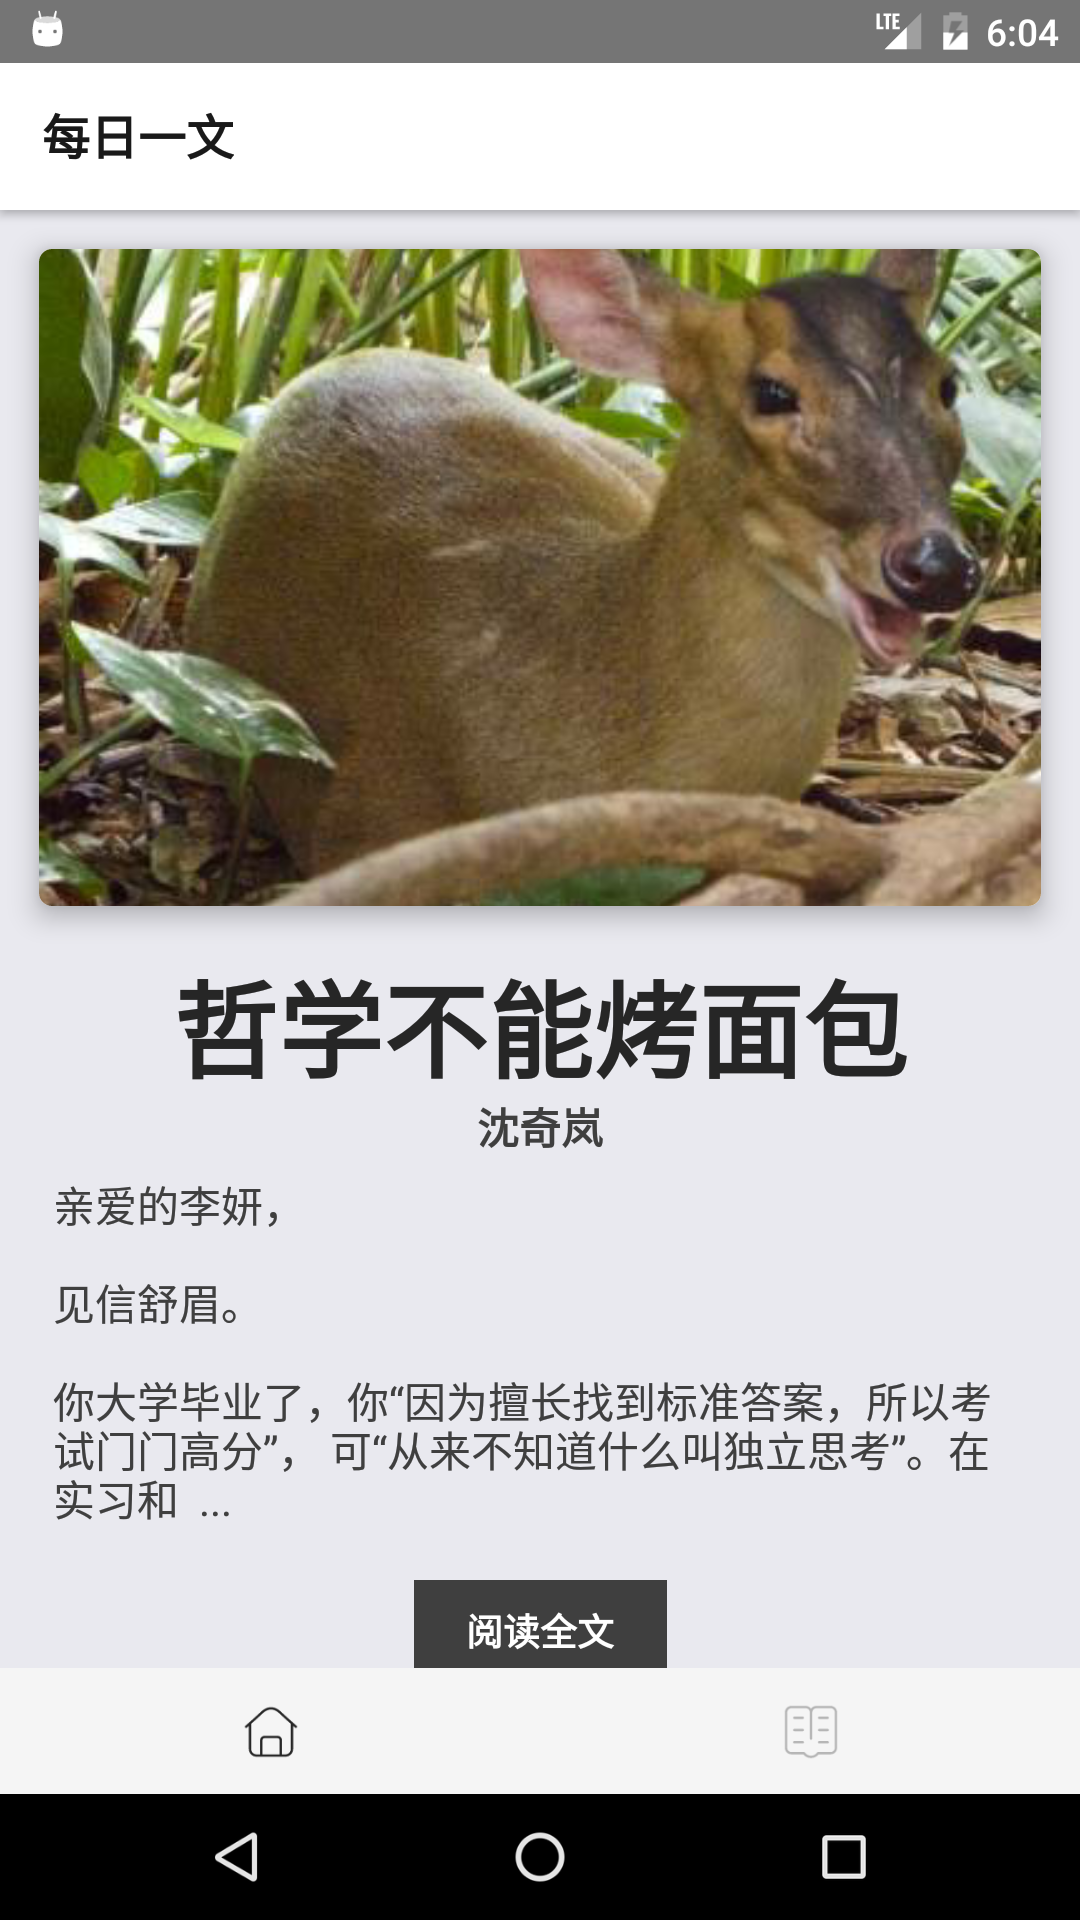 LTE 6:04
每日一文
哲学不能烤面包
沈奇岚
亲爱的李妍，
见信舒眉。
你大学毕业了，你“因为擅长找到标准答案，所以考
试门门高分”， 可“从来不知道什么叫独立思考”。在
实习和 ...
阅读全文